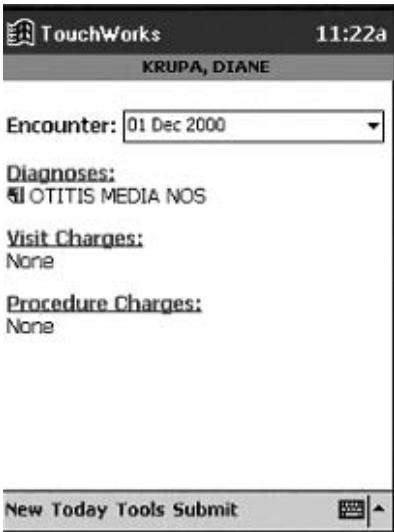 TouchWorks 11:22a
KRUPA, DIANE
Encounter: 01 Dec 2000
Diagnoses:
OTITIS MEDIA NOS
Visit Charges:
None
Procedure Charges:
None
New Today Tools Submit